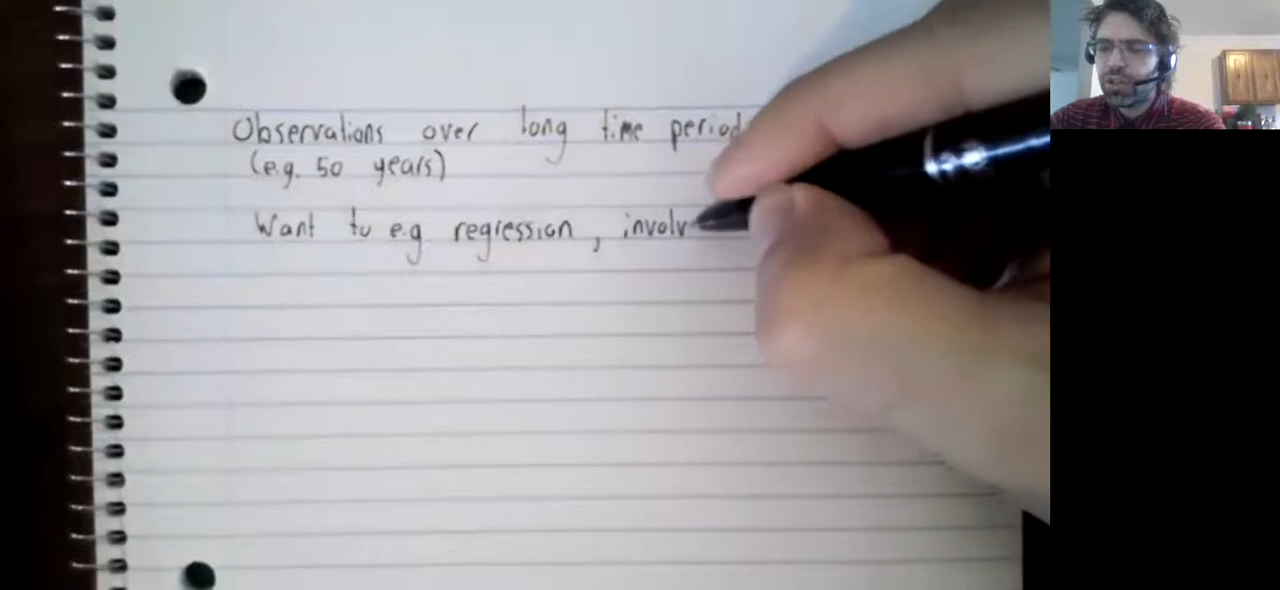 Observations over long time period
(e.g. 50 years)
Want to e.g regression, involv